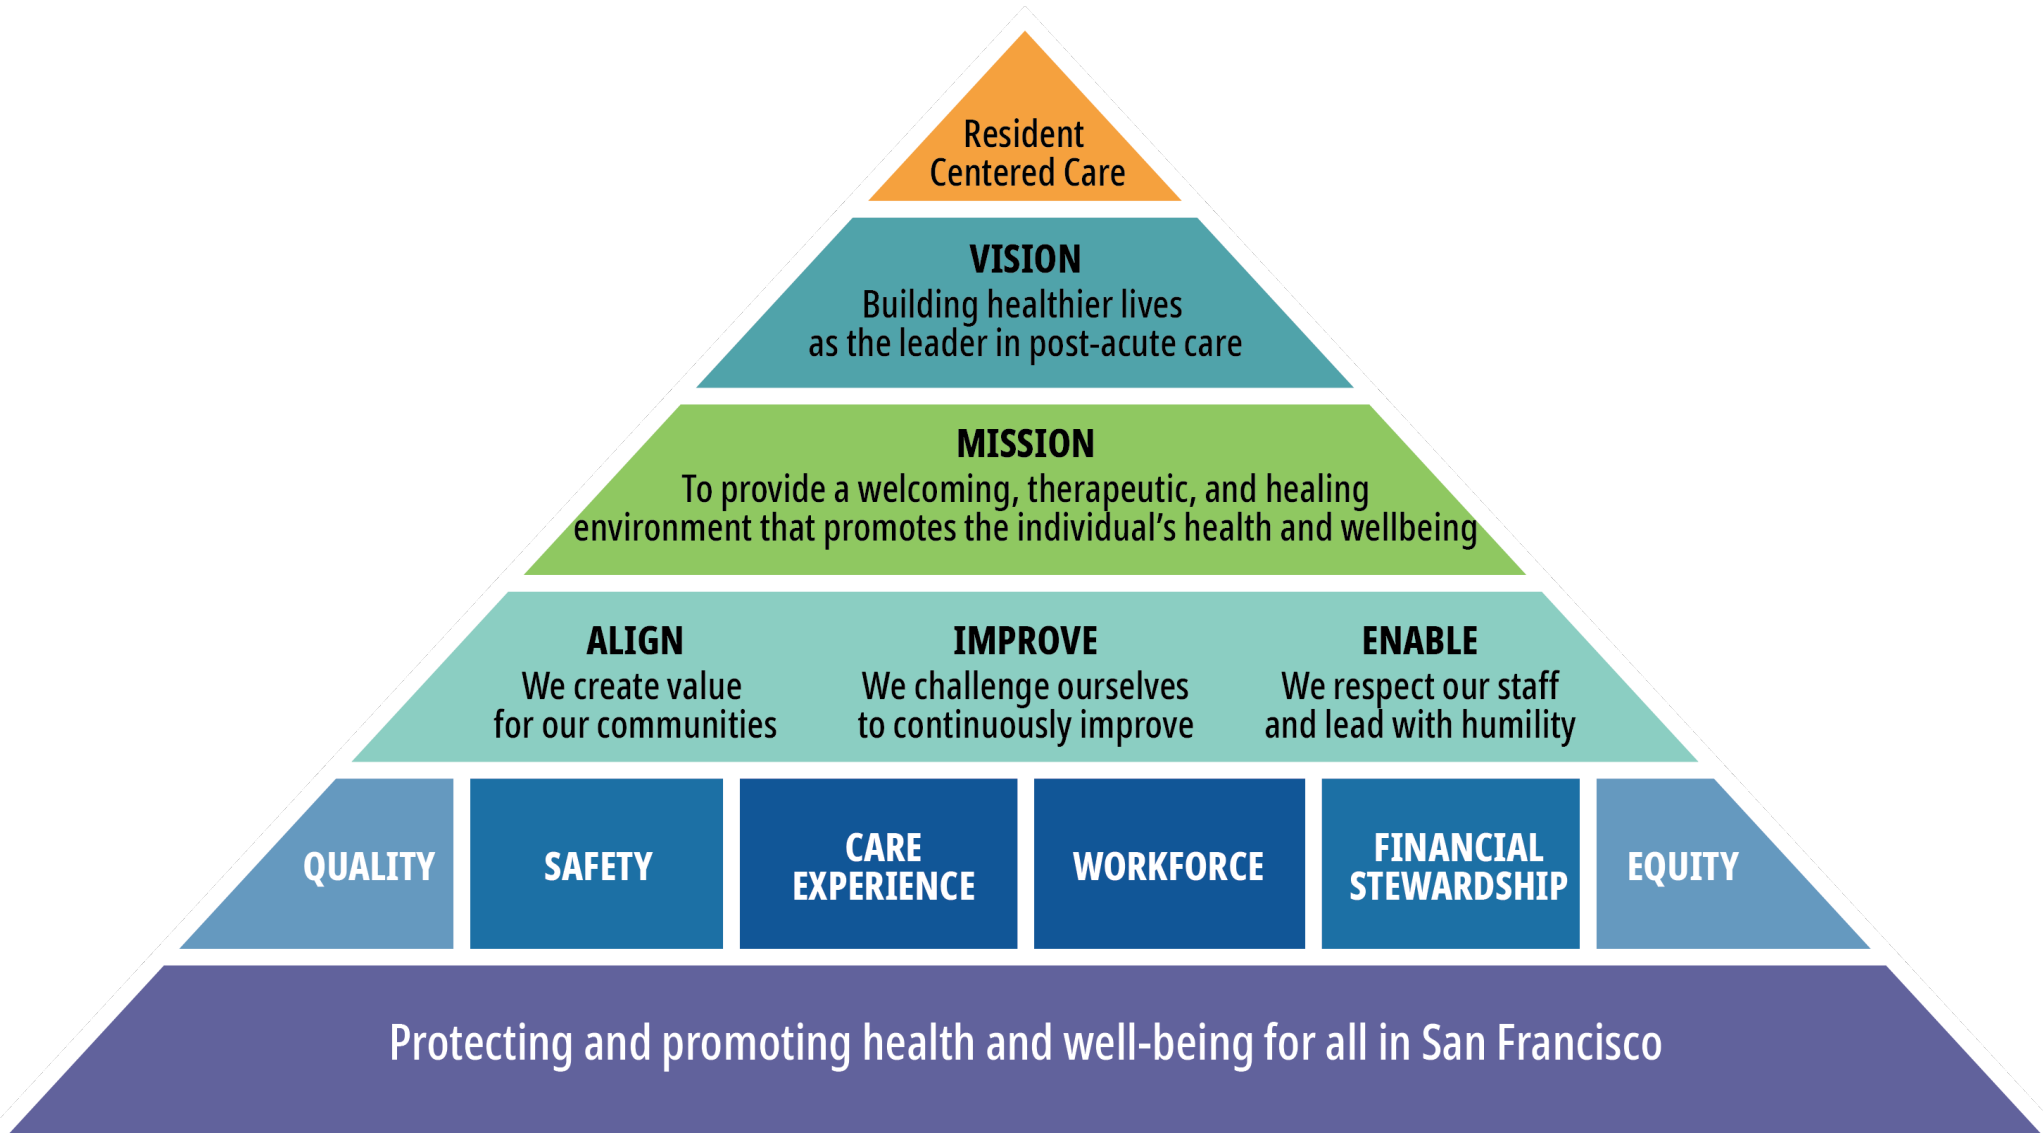 Resident
Centered Care
VISION
Building healthier lives
as the leader in post-acute care
MISSION
To provide a welcoming, therapeutic, and healing
environment that promotes the individual’s health and wellbeing
ALIGN
We create value
for our communities
IMPROVE
We challenge ourselves
to continuously improve
ENABLE
We respect our staff
and lead with humility
QUALITY
SAFETY
CARE
EXPERIENCE
WORKFORCE
FINANCIAL
STEWARDSHIP
EQUITY
Protecting and promoting health and well-being for all in San Francisco